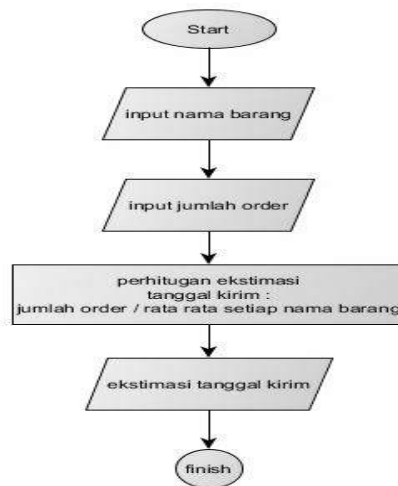 Start
input nama barang
input jumlah order
perhitugan ekstimasi
tanggal kirim :
jumlah order / rata rata setiap nama barang
ekstimasi tanggal kirim
finish